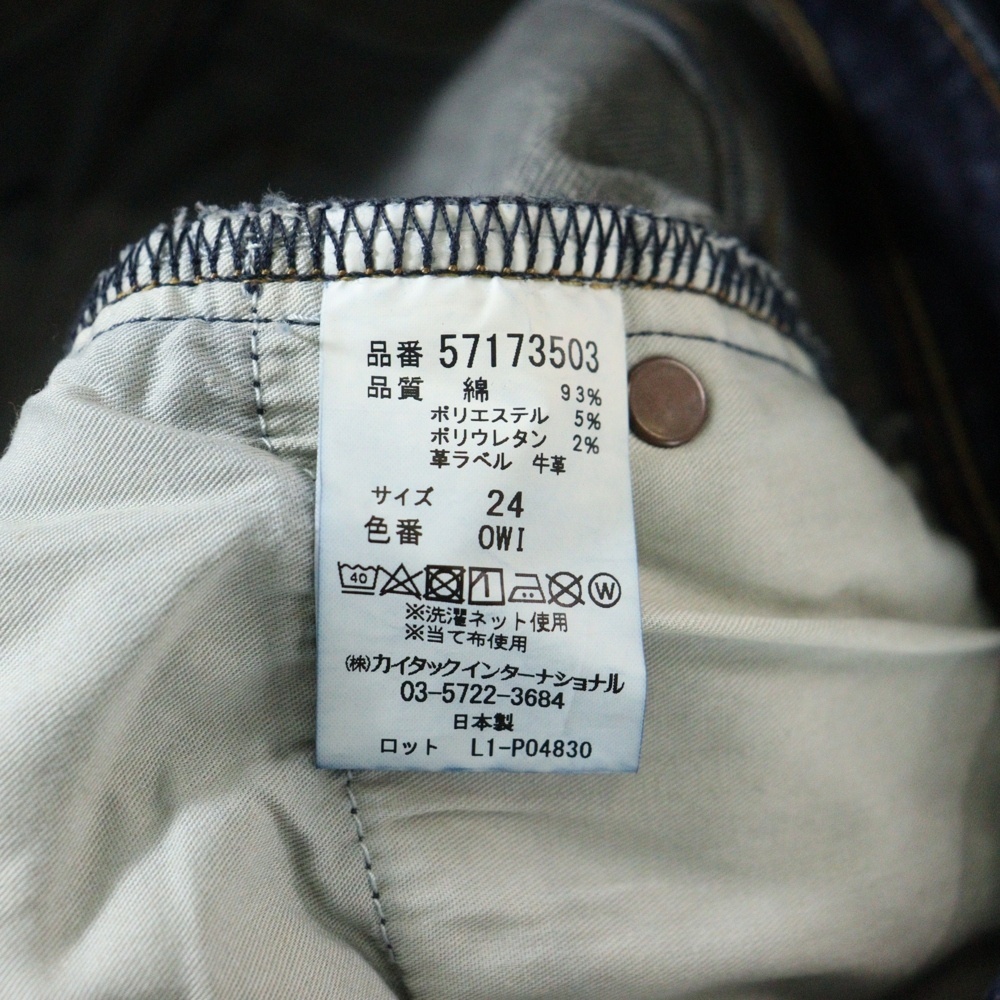 品番 57173503
品質 綿 93%
ポリエステル 5%
ポリウレタン 2%
革ラベル 牛革
サイズ 24
色番 OWI
40 W
※洗濯ネット使用
※当て布使用
㈱カイタックインターナショナル
03-5722-3684
日本製
ロット L1-P04830